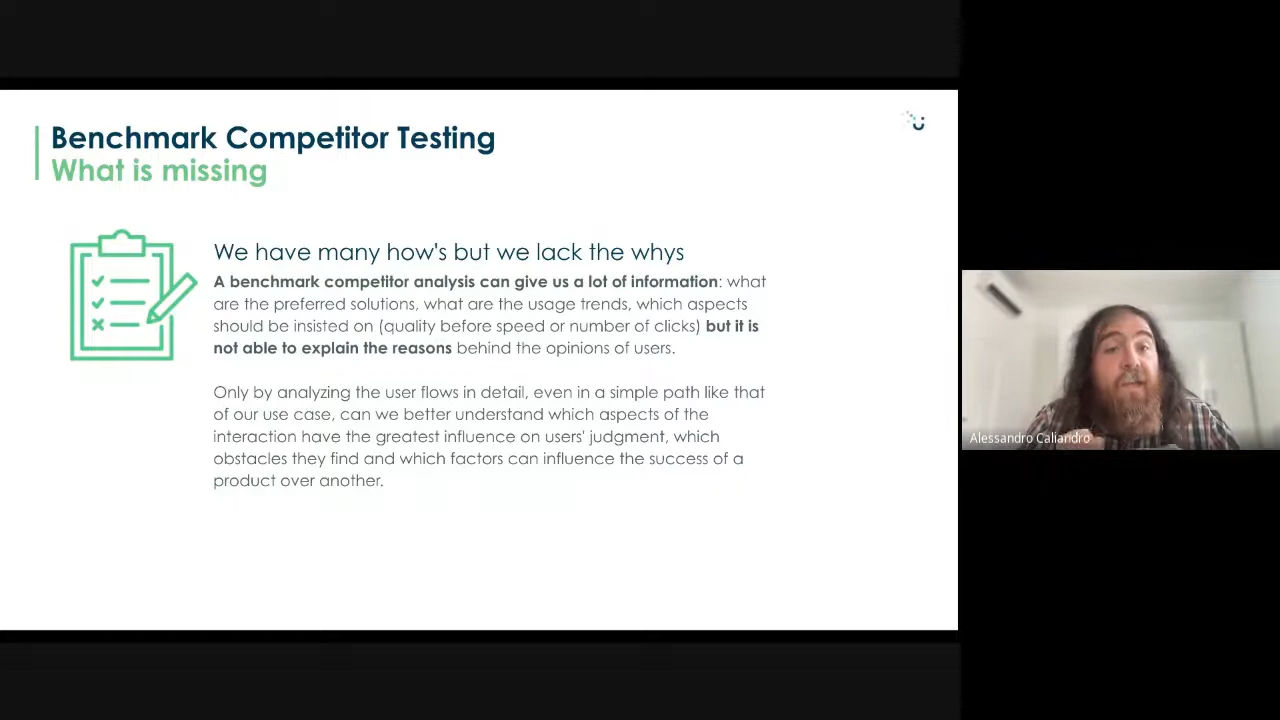 Benchmark Competitor Testing
What is missing
We have many how's but we lack the whys
A benchmark competitor analysis can give us a lot of information: what
are the preferred solutions, what are the usage trends, which aspects
should be insisted on (quality before speed or number of clicks) but it is
not able to explain the reasons behind the opinions of users.
Only by analyzing the user flows in detail, even in a simple path like that
of our use case, can we better understand which aspects of the
interaction have the greatest influence on users' judgment, which
obstacles they find and which factors can influence the success of a
product over another.
Alessandro Caliandro